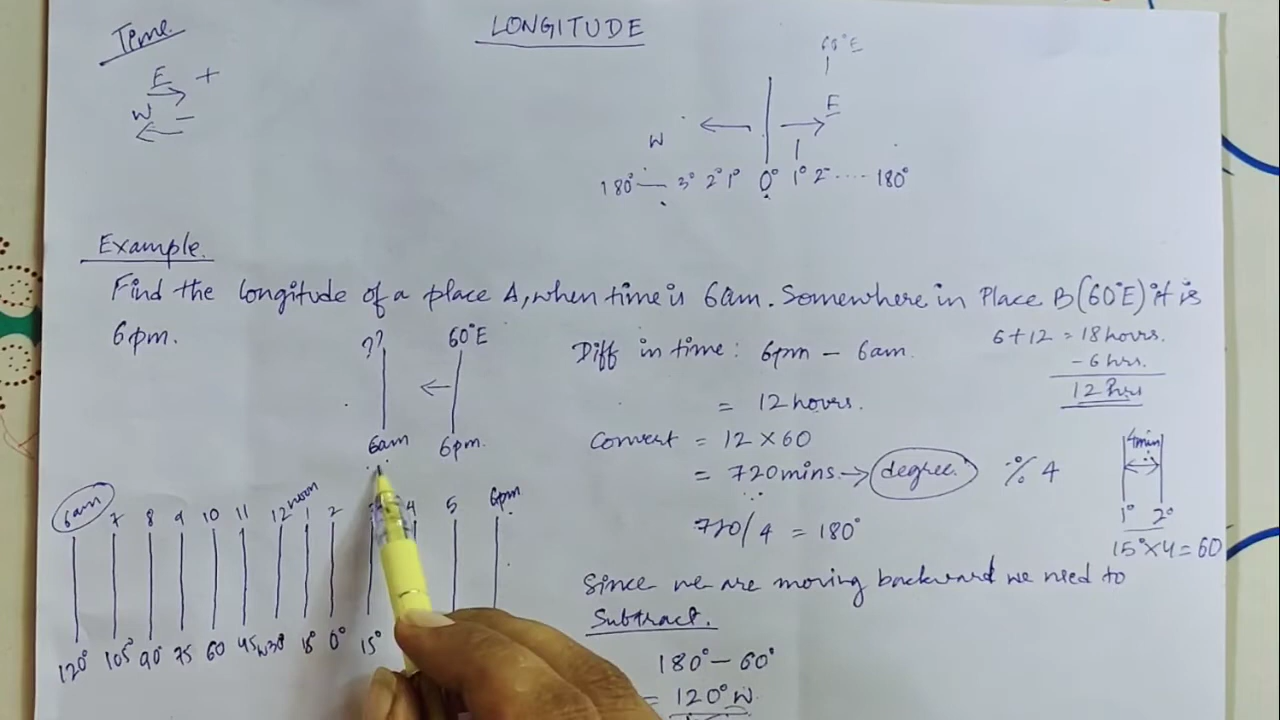 Time.
LONGITUDE
E +
W -
60°E
E
W
180° 3° 2° 1° 0° 1° 2° .... 180°
Example.
Find the longitude of a place A, when time is 6am. Somewhere in Place B (60°E) it is
6pm.
?? 60°E
6am 6pm.
Diff in time: 6pm - 6am.
= 12 hours.
6+12 = 18 hours.
- 6 hrs.
12 hrs
Convert = 12 X 60
= 720 mins. → degree. ÷ 4
720/4 = 180°
4min
1° 2°
15° X 4 = 60
6am 7 8 9 10 11 12 noon 1 2 4 5 6pm
120° 105° 90° 75 60 45 W30° 15° 0° 15°
Since we are moving backward we need to
Subtract.
180° - 60°
= 120° W.